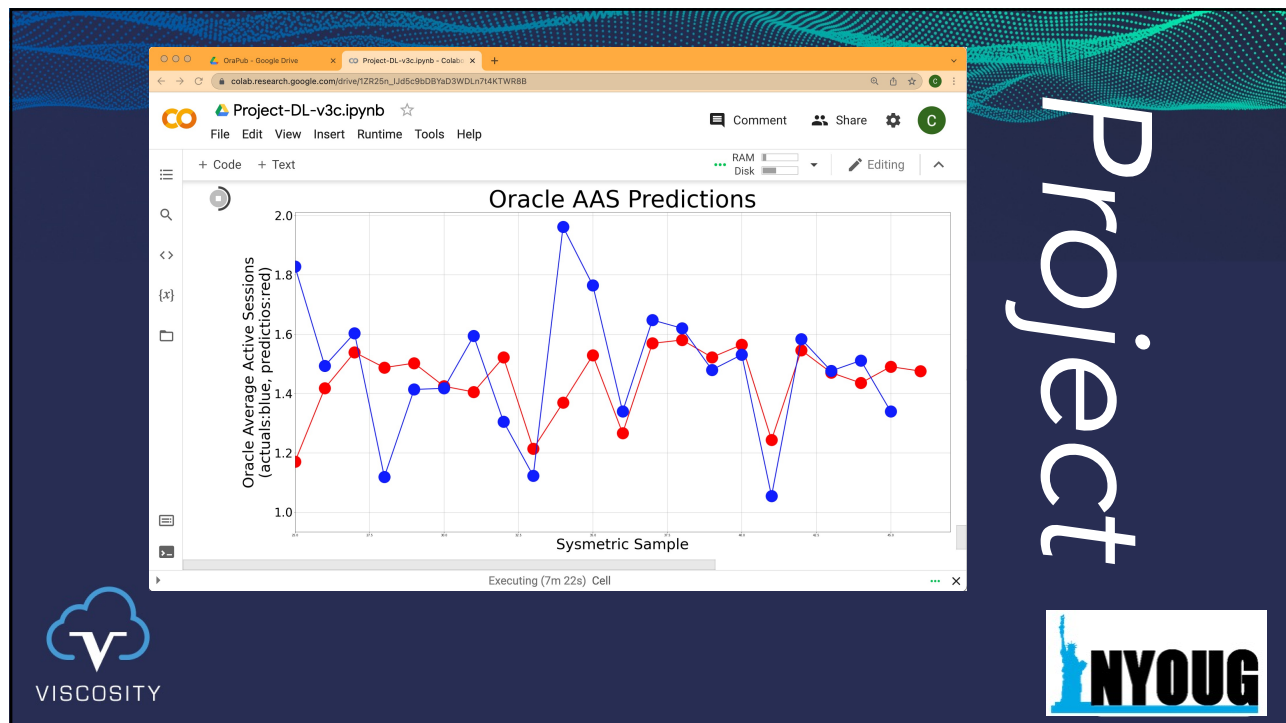 OraPub - Google Drive
Project-DL-v3c.ipynb - Colabo
colab.research.google.com/drive/1ZR25n_IJd5c9bDBYaD3WDLn7t4KTWR8B
C
CO
Project-DL-v3c.ipynb
File Edit View Insert Runtime Tools Help
Comment
Share
C
+ Code + Text
RAM
Disk
Editing
Oracle AAS Predictions
Oracle Average Active Sessions
(actuals:blue, predictios:red)
2.0
1.8
1.6
1.4
1.2
1.0
Sysmetric Sample
{x}
Executing (7m 22s) Cell
Project
V
VISCOSITY
NYOUG